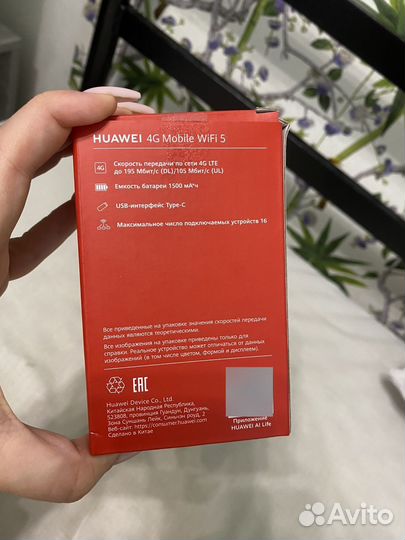 HUAWEI 4G Mobile WiFi 5
4G
Скорость передачи по сети 4G LTE
до 195 Мбит/с (DL)/105 Мбит/с (UL)
Емкость батареи 1500 мА*ч
USB-интерфейс Type-C
Максимальное число подключаемых устройств 16
Все приведенные на упаковке значения скоростей передачи
данных являются теоретическими.
Все изображения на упаковке приведены только для
справки. Реальное устройство может отличаться от них
(в том числе цветом, формой и дисплеем).
EAC
Huawei Device Co., Ltd.
Китайская Народная Республика,
523808, провинция Гуандун, Дунгуань,
Зона Суншань Лейк, Синьчэн роуд, 2
Веб-сайт: https://consumer.huawei.com
Сделано в Китае
Приложение
HUAWEI AI Life
Avito